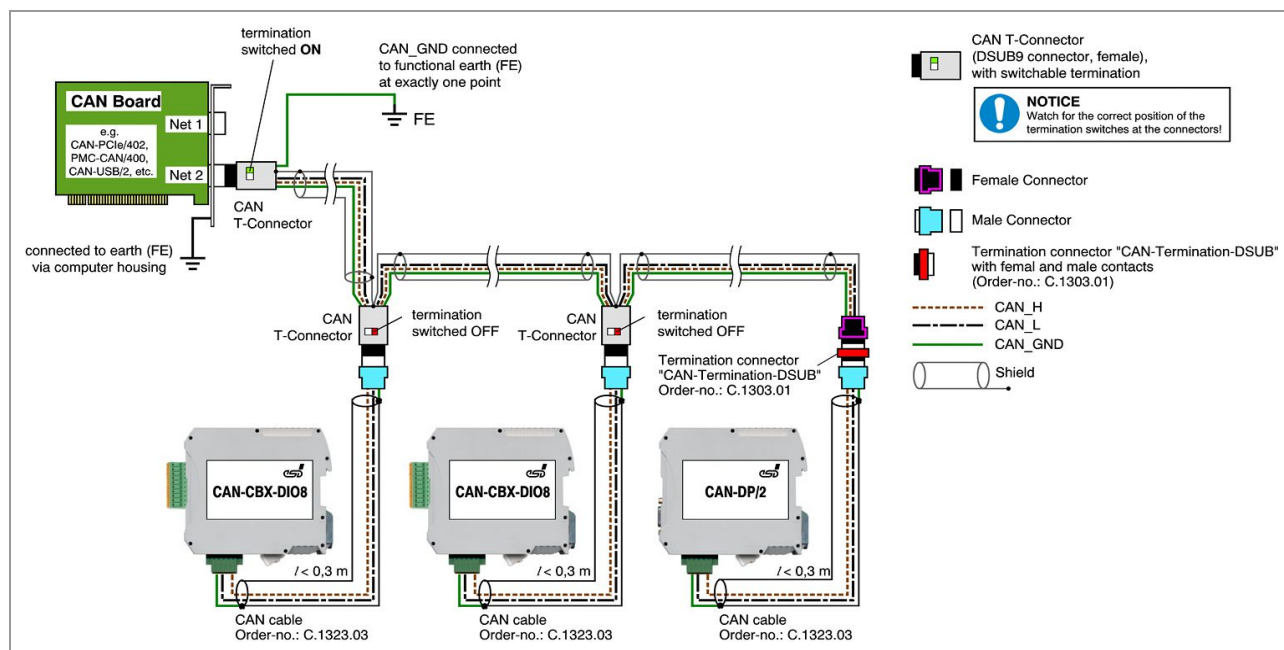 termination
switched ON
CAN_GND connected
to functional earth (FE)
at exactly one point
FE
CAN Board
e.g.
CAN-PCIe/402,
PMC-CAN/400,
CAN-USB/2, etc.
Net 1
Net 2
CAN
T-Connector
connected to earth (FE)
via computer housing
CAN
T-Connector
termination
switched OFF
CAN
T-Connector
termination
switched OFF
Termination connector
"CAN-Termination-DSUB"
Order-no.: C.1303.01
esd
CAN-CBX-DIO8
esd
CAN-CBX-DIO8
esd
CAN-DP/2
l < 0,3 m
l < 0,3 m
l < 0,3 m
CAN cable
Order-no.: C.1323.03
CAN cable
Order-no.: C.1323.03
CAN cable
Order-no.: C.1323.03
CAN T-Connector
(DSUB9 connector, female),
with switchable termination
NOTICE
Watch for the correct position of the
termination switches at the connectors!
Female Connector
Male Connector
Termination connector "CAN-Termination-DSUB"
with femal and male contacts
(Order-no.: C.1303.01)
CAN_H
CAN_L
CAN_GND
Shield